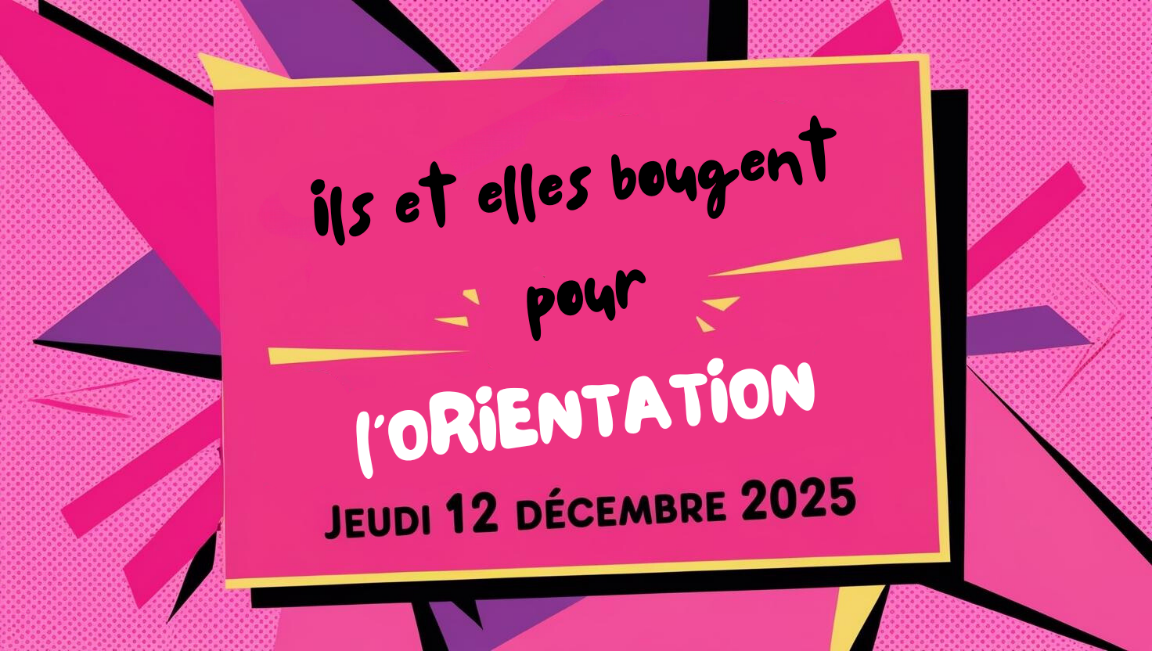 ils et elles bougent
pour
l'ORiENTATiON
JEUDI 12 DÉCEMBRE 2025